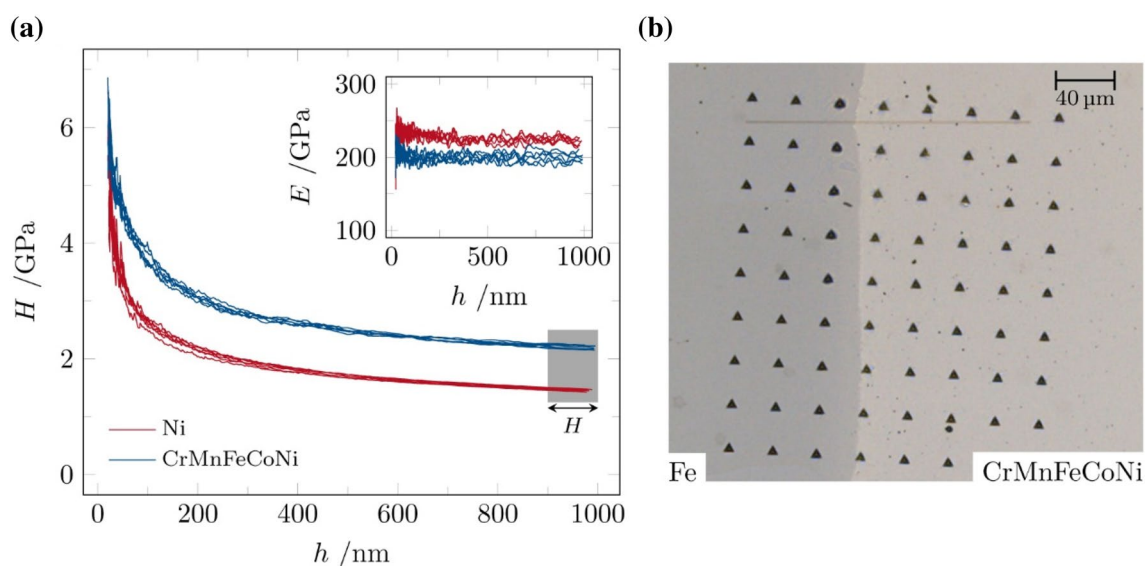 (a)
(b)
H /GPa
6
4
2
0
0
200
400
600
800
1000
h /nm
Ni
CrMnFeCoNi
H
E /GPa
300
200
100
0
500
1000
h /nm
40 µm
Fe
CrMnFeCoNi